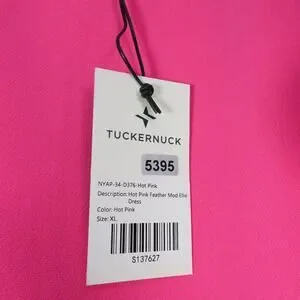 TUCKERNUCK
5395
NYAP-34-D376-Hot Pink
Description: Hot Pink Feather Mod Ellie
Dress
Color: Hot Pink
Size: XL
S137627